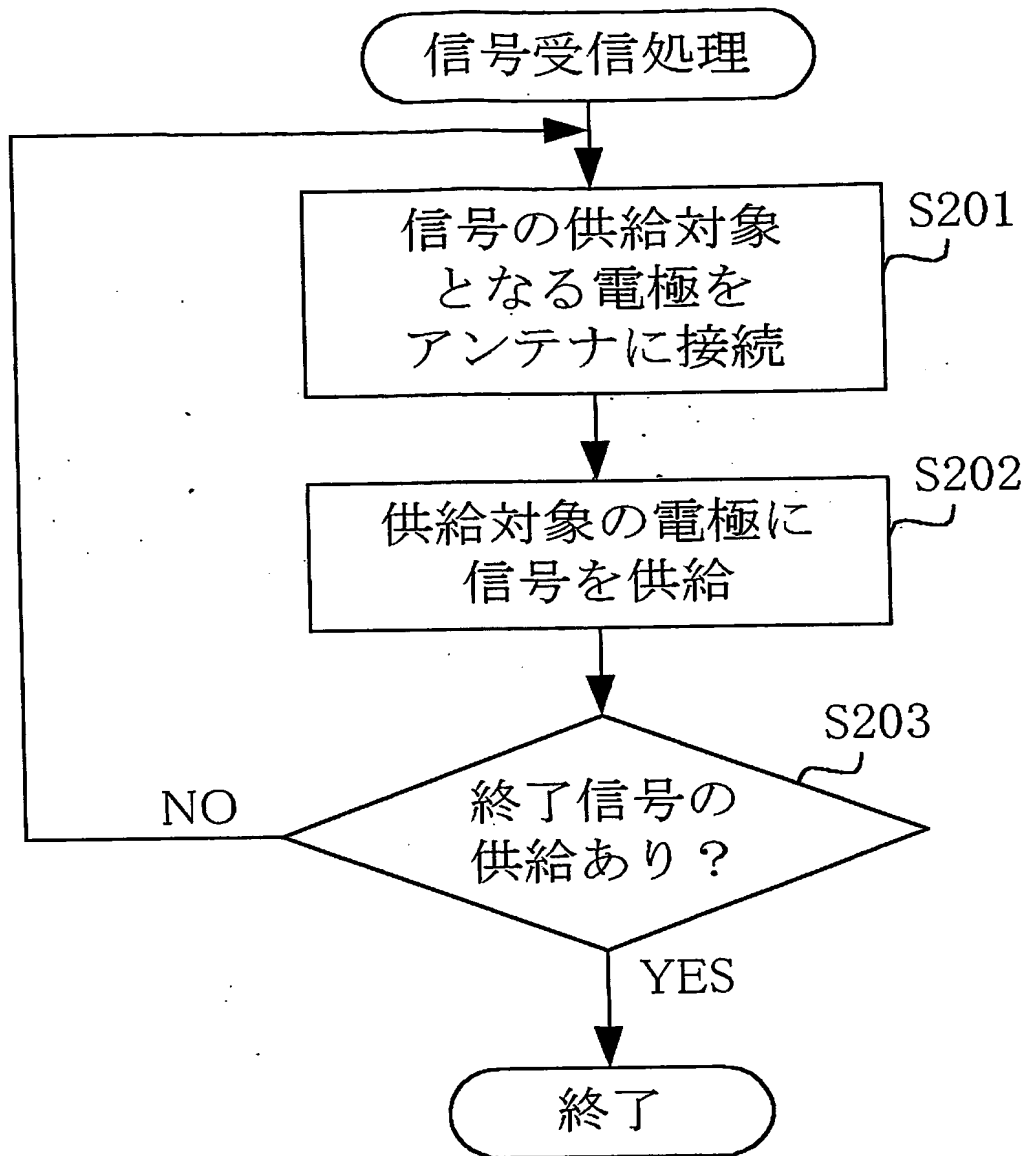 信号受信処理
S201
信号の供給対象
となる電極を
アンテナに接続
S202
供給対象の電極に
信号を供給
S203
終了信号の
供給あり？
NO
YES
終了